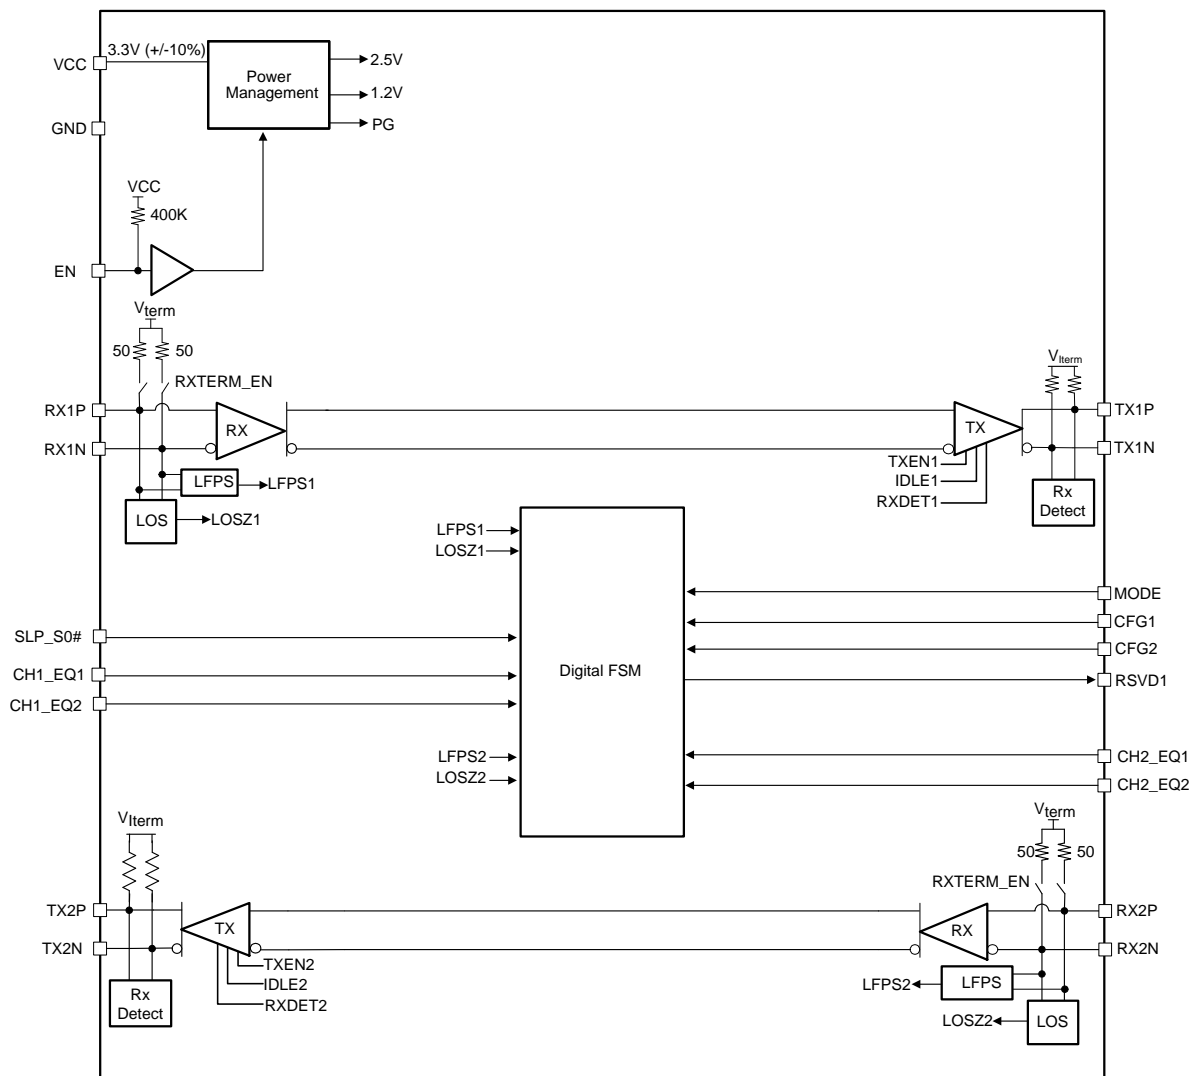 VCC
3.3V (+/-10%)
Power
Management
2.5V
1.2V
PG
GND
VCC
400K
EN
Vterm
50
50
RXTERM_EN
RX1P
RX1N
RX
LFPS
LFPS1
LOS
LOSZ1
VIterm
TX
TX1P
TX1N
TXEN1
IDLE1
RXDET1
Rx
Detect
LFPS1
LOSZ1
SLP_S0#
CH1_EQ1
CH1_EQ2
Digital FSM
LFPS2
LOSZ2
MODE
CFG1
CFG2
RSVD1
CH2_EQ1
CH2_EQ2
VIterm
TX2P
TX2N
TX
TXEN2
IDLE2
RXDET2
Rx
Detect
Vterm
50
50
RXTERM_EN
RX
RX2P
RX2N
LFPS2
LFPS
LOSZ2
LOS